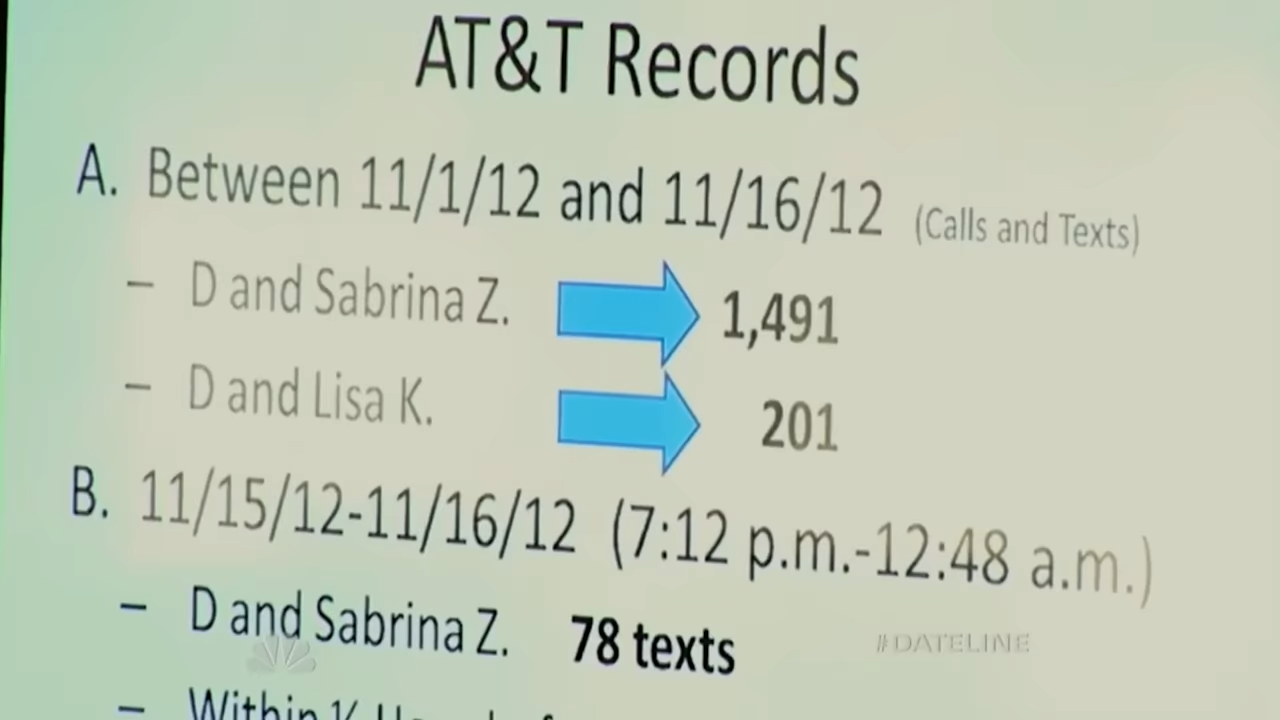 AT&T Records
A. Between 11/1/12 and 11/16/12 (Calls and Texts)
– D and Sabrina Z. 1,491
– D and Lisa K. 201
B. 11/15/12-11/16/12 (7:12 p.m.-12:48 a.m.)
– D and Sabrina Z. 78 texts
#DATELINE
– Within